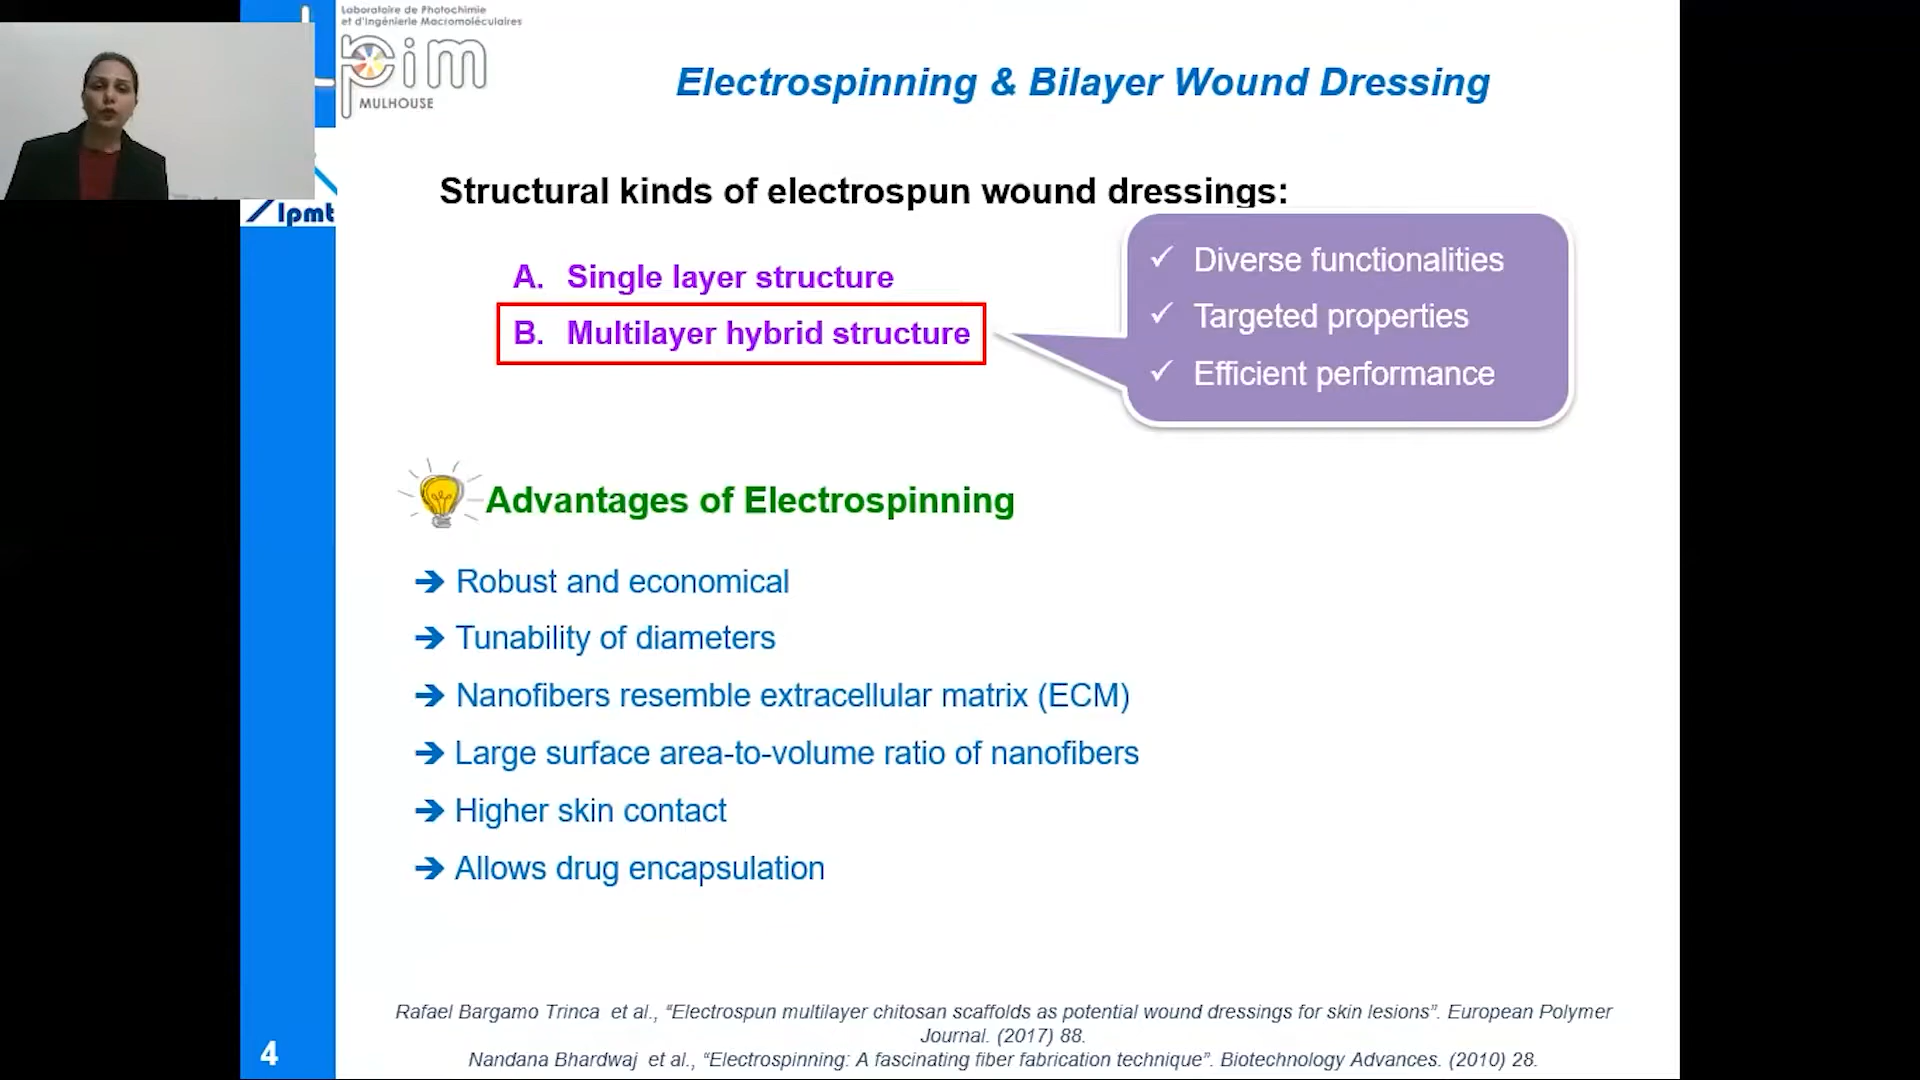 Laboratoire de Photochimie
et d'Ingénierie Macromoléculaires
pim
MULHOUSE
lpmt
Electrospinning & Bilayer Wound Dressing
Structural kinds of electrospun wound dressings:
A. Single layer structure
B. Multilayer hybrid structure
✓ Diverse functionalities
✓ Targeted properties
✓ Efficient performance
Advantages of Electrospinning
➔ Robust and economical
➔ Tunability of diameters
➔ Nanofibers resemble extracellular matrix (ECM)
➔ Large surface area-to-volume ratio of nanofibers
➔ Higher skin contact
➔ Allows drug encapsulation
Rafael Bargamo Trinca et al., “Electrospun multilayer chitosan scaffolds as potential wound dressings for skin lesions”. European Polymer
Journal. (2017) 88.
Nandana Bhardwaj et al., “Electrospinning: A fascinating fiber fabrication technique”. Biotechnology Advances. (2010) 28.
4